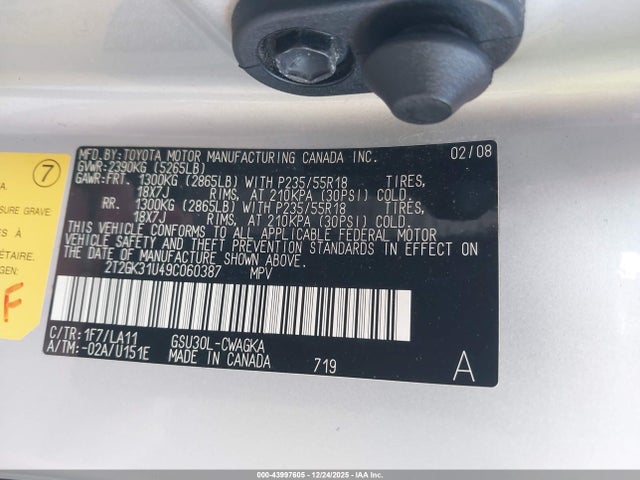 MFD.BY:TOYOTA MOTOR MANUFACTURING CANADA INC. 02/08
GVWR:2390KG (5265LB)
GAWR:FRT. 1300KG (2865LB) WITH P235/55R18 TIRES,
18X7J RIMS, AT 210KPA (30PSI) COLD.
RR. 1300KG (2865LB) WITH P235/55R18 TIRES,
18X7J RIMS, AT 210KPA (30PSI) COLD.
THIS VEHICLE CONFORMS TO ALL APPLICABLE FEDERAL MOTOR
VEHICLE SAFETY AND THEFT PREVENTION STANDARDS IN EFFECT ON
THE DATE OF MANUFACTURE SHOWN ABOVE.
2T2GK31U49C060387 MPV
C/TR:1F7/LA11 GSU30L-CWAGKA
A/TM:-02A/U151E MADE IN CANADA 719 A
7
SURE GRAVE
F
000-43997605 - 12/24/2025 - IAA Inc.